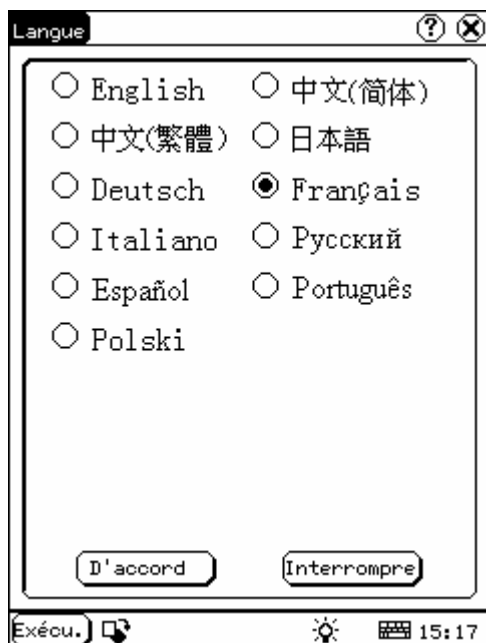 Langue
English 中文(简体)
中文(繁體) 日本語
Deutsch Français
Italiano Русский
Español Português
Polski
D'accord Interrompre
Exécu. 15:17